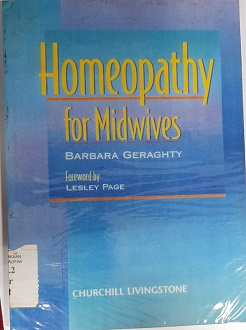 Homeopathy
for Midwives
BARBARA GERAGHTY
Foreword by
LESLEY PAGE
CHURCHILL LIVINGSTONE